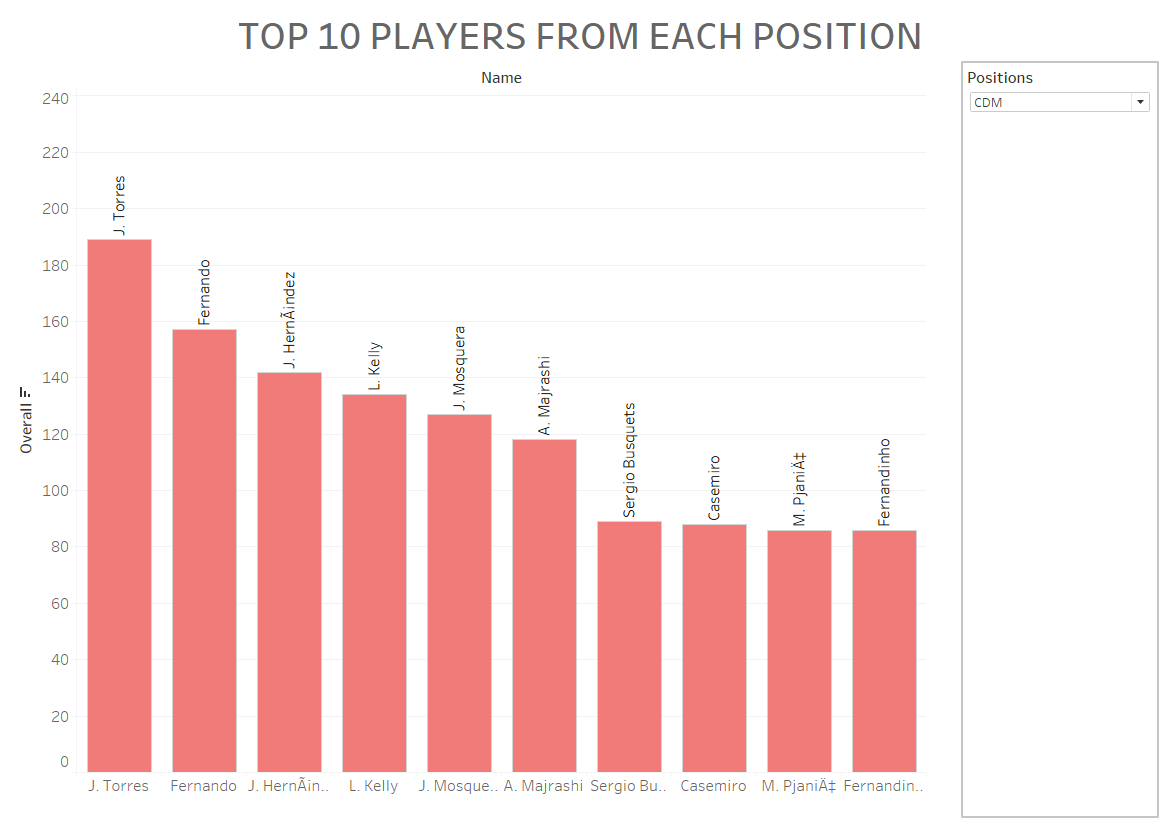 TOP 10 PLAYERS FROM EACH POSITION
Name
Positions
CDM
240
220
200
180
160
140
120
100
80
60
40
20
0
Overall
J. Torres
Fernando
J. HernÃ¡ndez
L. Kelly
J. Mosquera
A. Majrashi
Sergio Busquets
Casemiro
M. PjaniÄ‡
Fernandinho
J. Torres
Fernando
J. HernÃ¡n..
L. Kelly
J. Mosque..
A. Majrashi
Sergio Bu..
Casemiro
M. PjaniÄ‡
Fernandin..